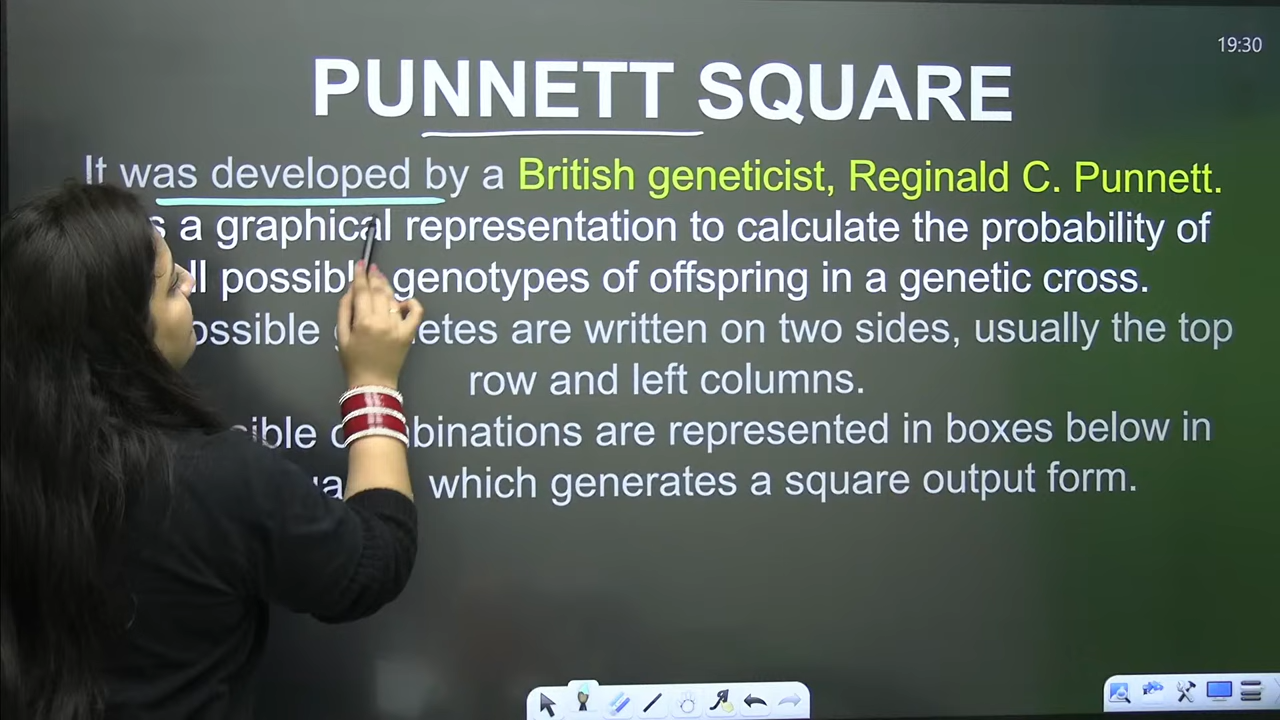 19:30
PUNNETT SQUARE
It was developed by a British geneticist, Reginald C. Punnett.
a graphical representation to calculate the probability of
possible genotypes of offspring in a genetic cross.
are written on two sides, usually the top
row and left columns.
are represented in boxes below in
which generates a square output form.